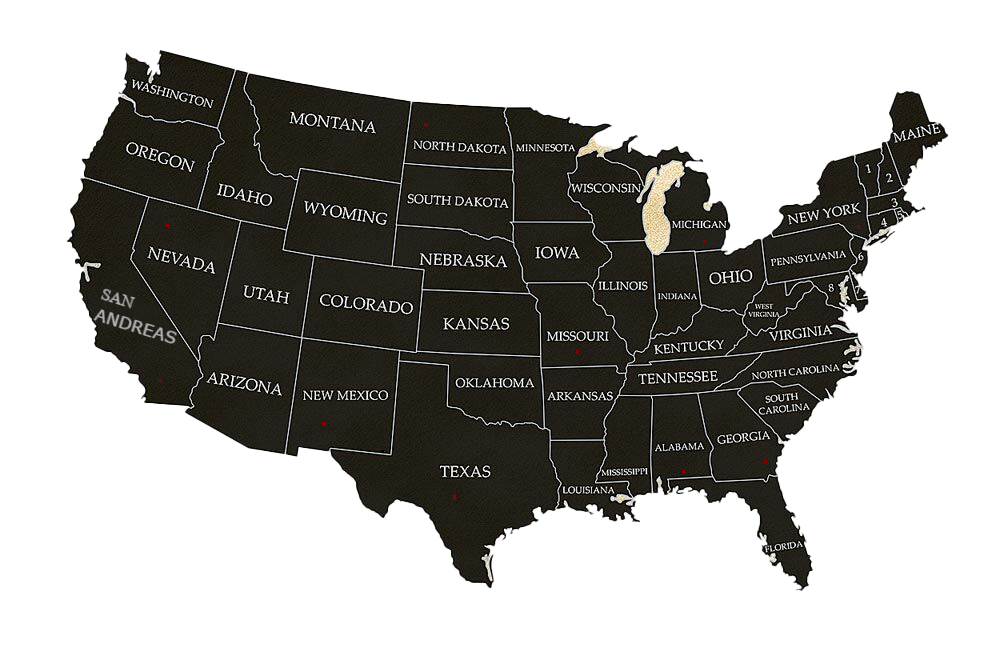 WASHINGTON
MONTANA
NORTH DAKOTA
MINNESOTA
MAINE
OREGON
IDAHO
WYOMING
SOUTH DAKOTA
WISCONSIN
MICHIGAN
NEW YORK
1
2
3
4
5
NEVADA
UTAH
COLORADO
NEBRASKA
IOWA
ILLINOIS
INDIANA
OHIO
PENNSYLVANIA
6
7
8
WEST
VIRGINIA
VIRGINIA
SAN
ANDREAS
KANSAS
MISSOURI
KENTUCKY
ARIZONA
NEW MEXICO
OKLAHOMA
ARKANSAS
TENNESSEE
NORTH CAROLINA
SOUTH
CAROLINA
TEXAS
LOUISIANA
MISSISSIPPI
ALABAMA
GEORGIA
FLORIDA